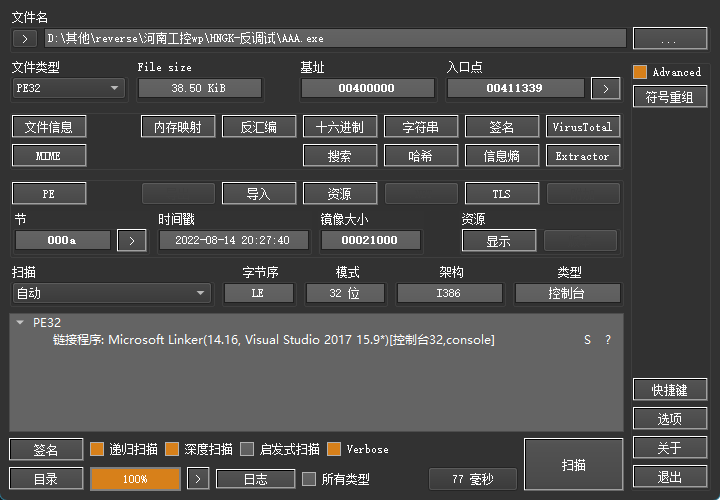 文件名
> D:\其他\reverse\河南工控wp\HNGK-反调试\AAA.exe ...
文件类型 File size 基址 入口点 Advanced
PE32 38.50 KiB 00400000 00411339 >
符号重组
文件信息 内存映射 反汇编 十六进制 字符串 签名 VirusTotal
MIME 搜索 哈希 信息熵 Extractor
PE 导入 资源 TLS
节 时间戳 镜像大小 资源
000a > 2022-08-14 20:27:40 00021000 显示
扫描 字节序 模式 架构 类型
自动 LE 32 位 I386 控制台
PE32
链接程序: Microsoft Linker(14.16, Visual Studio 2017 15.9*)[控制台32,console] S ?
快捷键
选项
签名 递归扫描 深度扫描 启发式扫描 Verbose 扫描 关于
目录 100% > 日志 所有类型 77 毫秒 退出